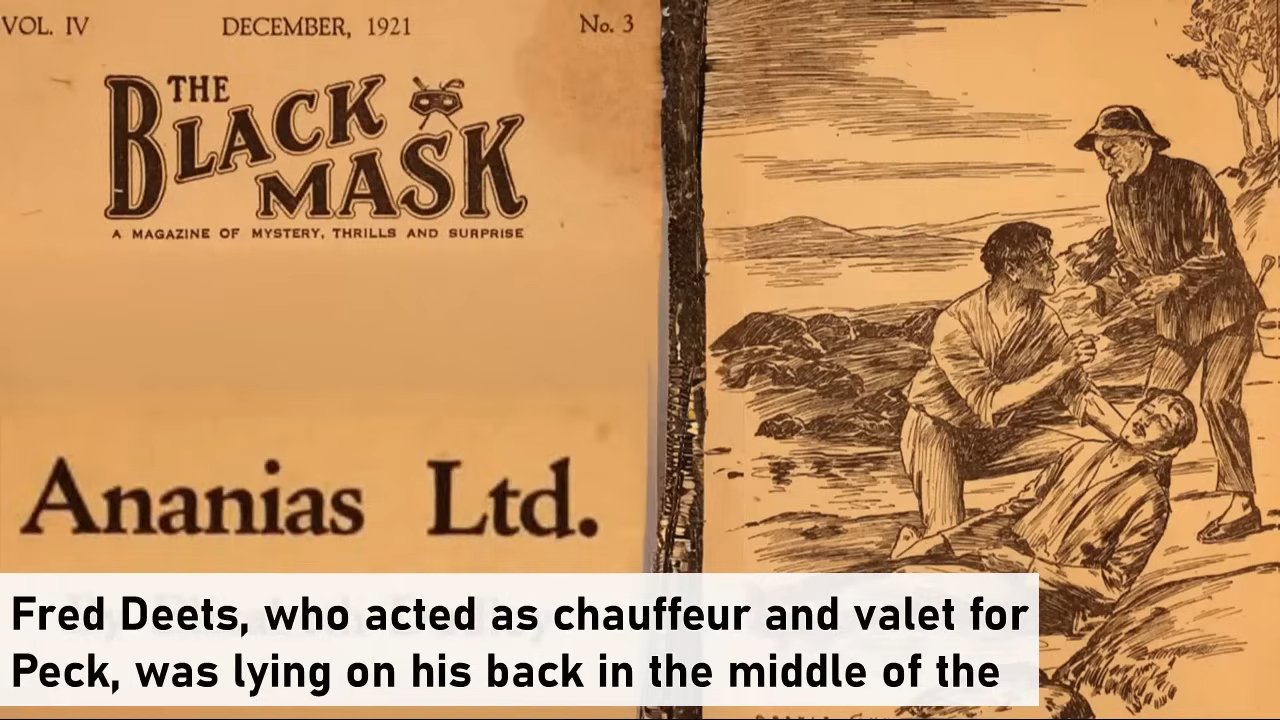 VOL. IV DECEMBER, 1921 No. 3
THE
BLACK
MASK
A MAGAZINE OF MYSTERY, THRILLS AND SURPRISE
Ananias Ltd.
Fred Deets, who acted as chauffeur and valet for
Peck, was lying on his back in the middle of the